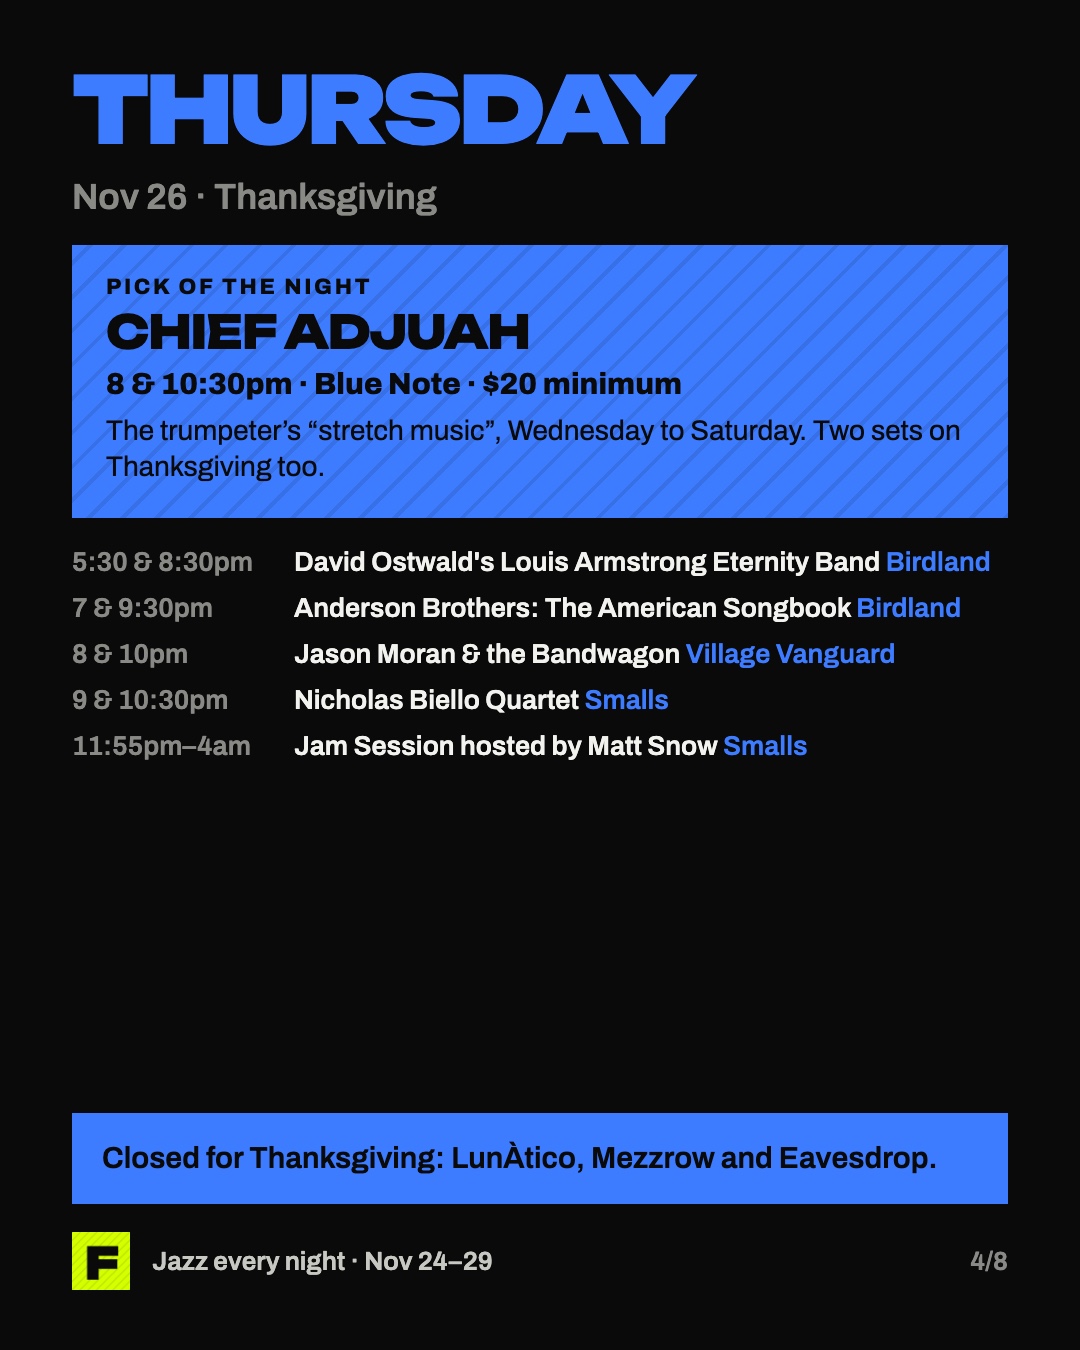 THURSDAY
Nov 26 · Thanksgiving
PICK OF THE NIGHT
CHIEF ADJUAH
8 & 10:30pm · Blue Note · $20 minimum
The trumpeter’s “stretch music”, Wednesday to Saturday. Two sets on
Thanksgiving too.
5:30 & 8:30pm David Ostwald's Louis Armstrong Eternity Band Birdland
7 & 9:30pm Anderson Brothers: The American Songbook Birdland
8 & 10pm Jason Moran & the Bandwagon Village Vanguard
9 & 10:30pm Nicholas Biello Quartet Smalls
11:55pm–4am Jam Session hosted by Matt Snow Smalls
Closed for Thanksgiving: LunÀtico, Mezzrow and Eavesdrop.
F Jazz every night · Nov 24–29 4/8